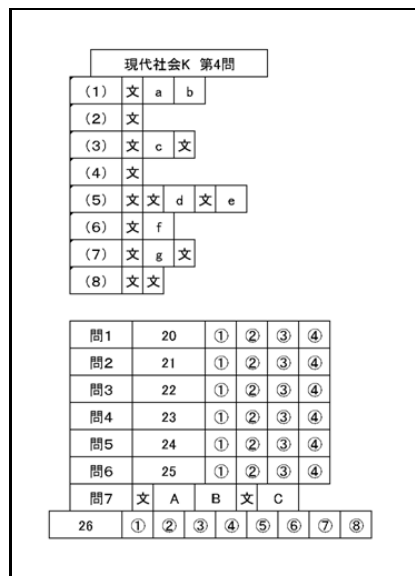 現代社会K 第4問
(1) 文 a b
(2) 文
(3) 文 c 文
(4) 文
(5) 文 文 d 文 e
(6) 文 f
(7) 文 g 文
(8) 文 文
問1 20 ① ② ③ ④
問2 21 ① ② ③ ④
問3 22 ① ② ③ ④
問4 23 ① ② ③ ④
問5 24 ① ② ③ ④
問6 25 ① ② ③ ④
問7 文 A B 文 C
26 ① ② ③ ④ ⑤ ⑥ ⑦ ⑧